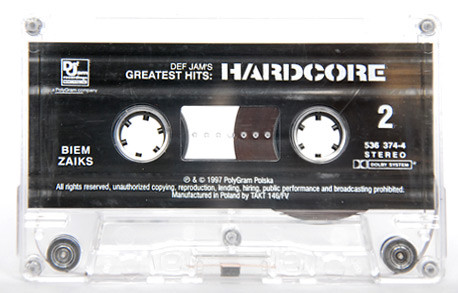 Def Jam
a PolyGram company
DEF JAM'S
GREATEST HITS: HARDCORE
2
536 374-4
STEREO
DOLBY SYSTEM
BIEM
ZAIKS
℗ & © 1997 PolyGram Polska
All rights reserved, unauthorized copying, reproduction, lending, hiring, public performance and broadcasting prohibited.
Manufactured in Poland by TAKT 146/FV